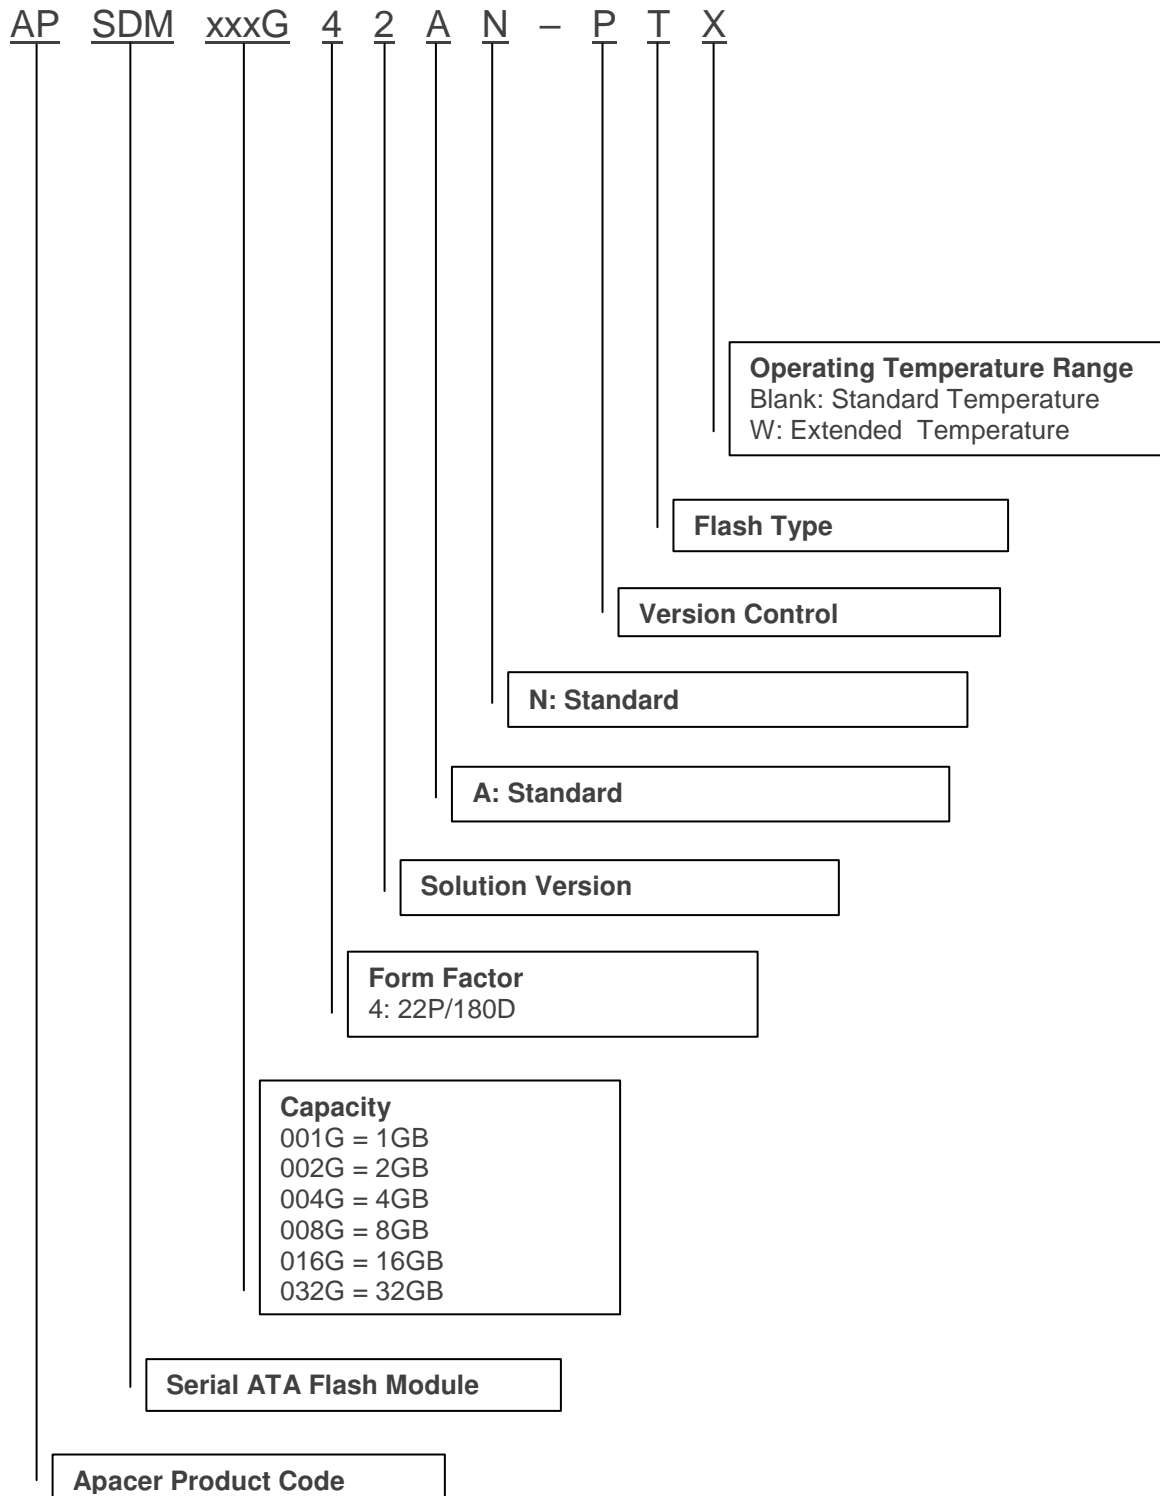 AP SDM xxxG 4 2 A N – P T X
Operating Temperature Range
Blank: Standard Temperature
W: Extended Temperature
Flash Type
Version Control
N: Standard
A: Standard
Solution Version
Form Factor
4: 22P/180D
Capacity
001G = 1GB
002G = 2GB
004G = 4GB
008G = 8GB
016G = 16GB
032G = 32GB
Serial ATA Flash Module
Apacer Product Code